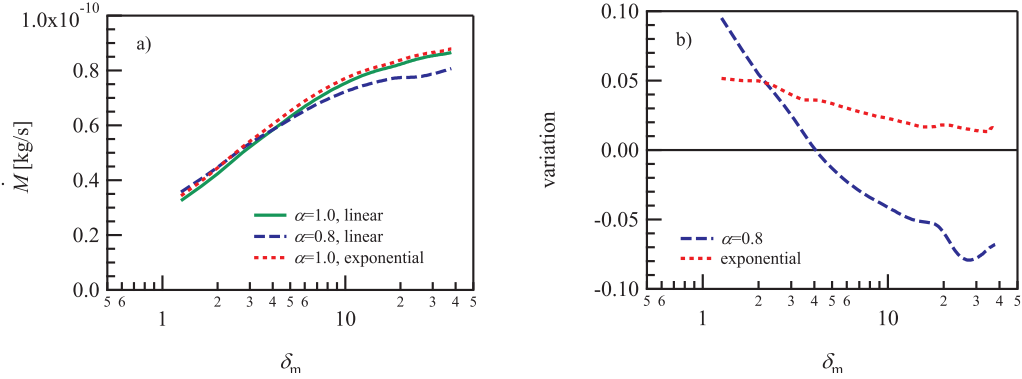 1.0x10-10
0.8
0.6
0.4
0.2
0.0
Ṁ [kg/s]
a)
α=1.0, linear
α=0.8, linear
α=1.0, exponential
5 6 2 3 4 5 6 2 3 4 5
1 10
δm
0.10
0.05
0.00
-0.05
-0.10
variation
b)
α=0.8
exponential
5 6 2 3 4 5 6 2 3 4 5
1 10
δm